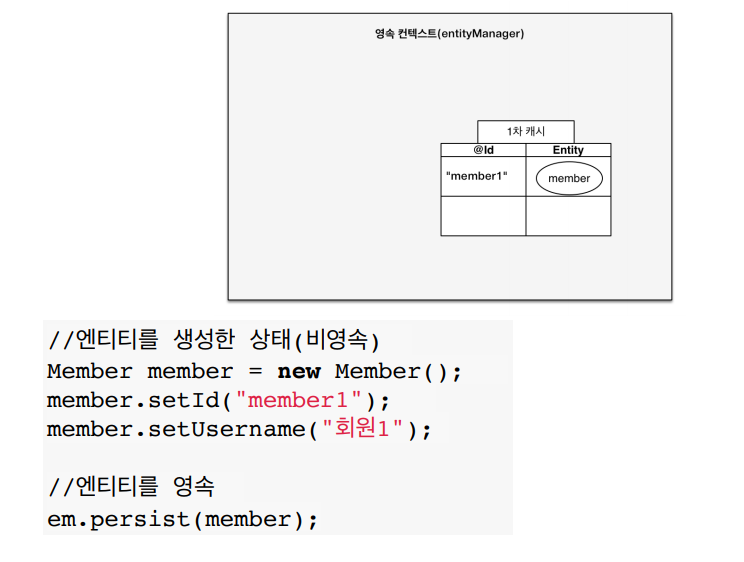 영속 컨텍스트(entityManager)
1차 캐시
@Id Entity
"member1" member
//엔티티를 생성한 상태(비영속)
Member member = new Member();
member.setId("member1");
member.setUsername("회원1");
//엔티티를 영속
em.persist(member);